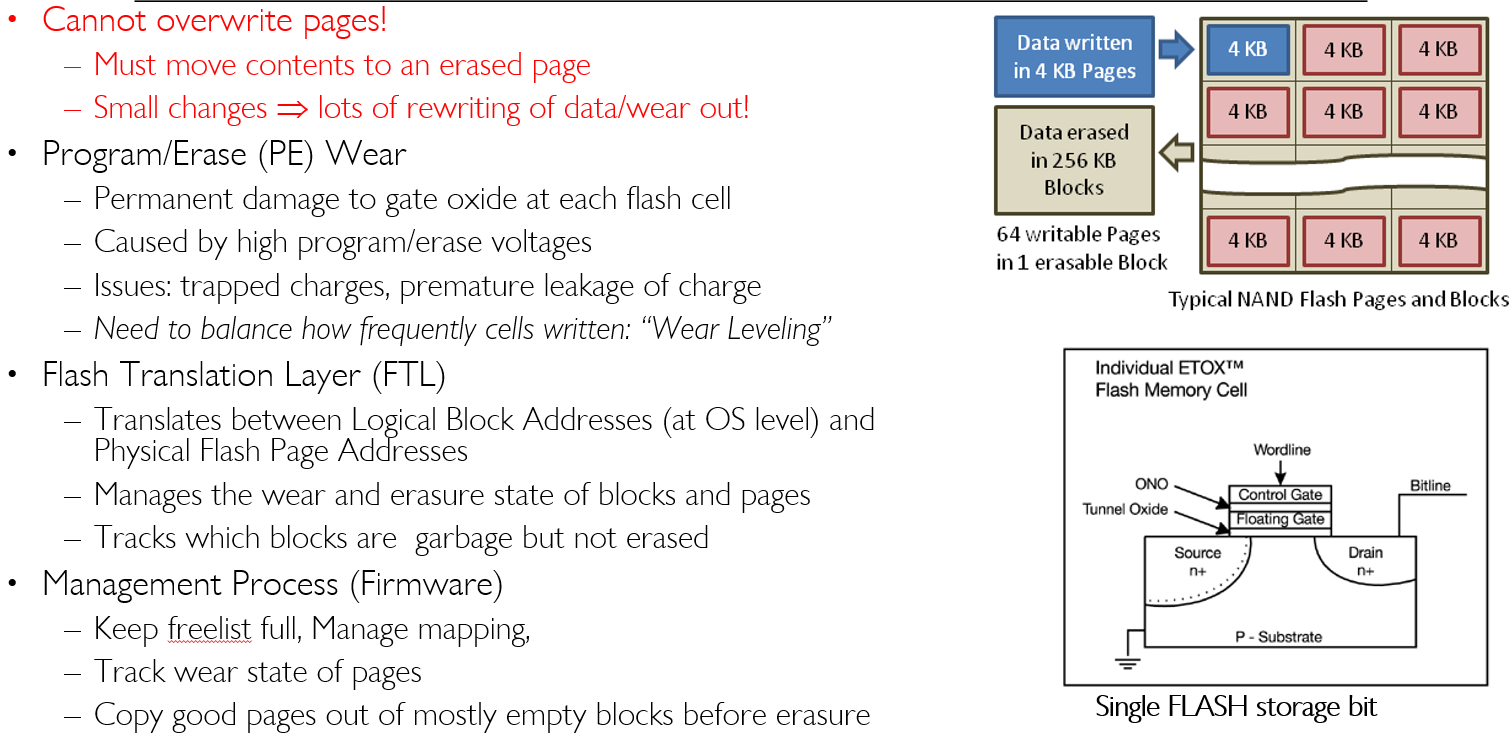 • Cannot overwrite pages!
– Must move contents to an erased page
– Small changes ⇒ lots of rewriting of data/wear out!
• Program/Erase (PE) Wear
– Permanent damage to gate oxide at each flash cell
– Caused by high program/erase voltages
– Issues: trapped charges, premature leakage of charge
– Need to balance how frequently cells written: “Wear Leveling”
• Flash Translation Layer (FTL)
– Translates between Logical Block Addresses (at OS level) and
Physical Flash Page Addresses
– Manages the wear and erasure state of blocks and pages
– Tracks which blocks are garbage but not erased
• Management Process (Firmware)
– Keep freelist full, Manage mapping,
– Track wear state of pages
– Copy good pages out of mostly empty blocks before erasure
Data written
in 4 KB Pages
4 KB 4 KB 4 KB
4 KB 4 KB 4 KB
Data erased
in 256 KB
Blocks
4 KB 4 KB 4 KB
64 writable Pages
in 1 erasable Block
Typical NAND Flash Pages and Blocks
Individual ETOX™
Flash Memory Cell
Wordline
ONO
Control Gate
Bitline
Tunnel Oxide
Floating Gate
Source
n+
Drain
n+
P - Substrate
Single FLASH storage bit